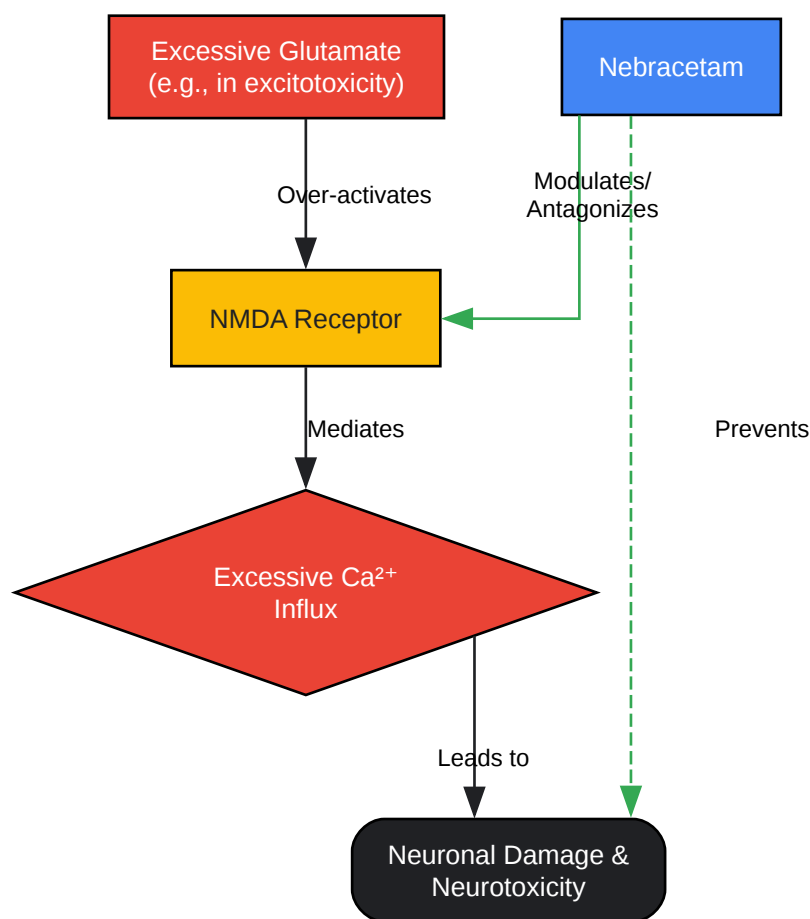 Excessive Glutamate
(e.g., in excitotoxicity)
Nebracetam
Over-activates
Modulates/
Antagonizes
NMDA Receptor
Mediates
Prevents
Excessive Ca²⁺
Influx
Leads to
Neuronal Damage &
Neurotoxicity